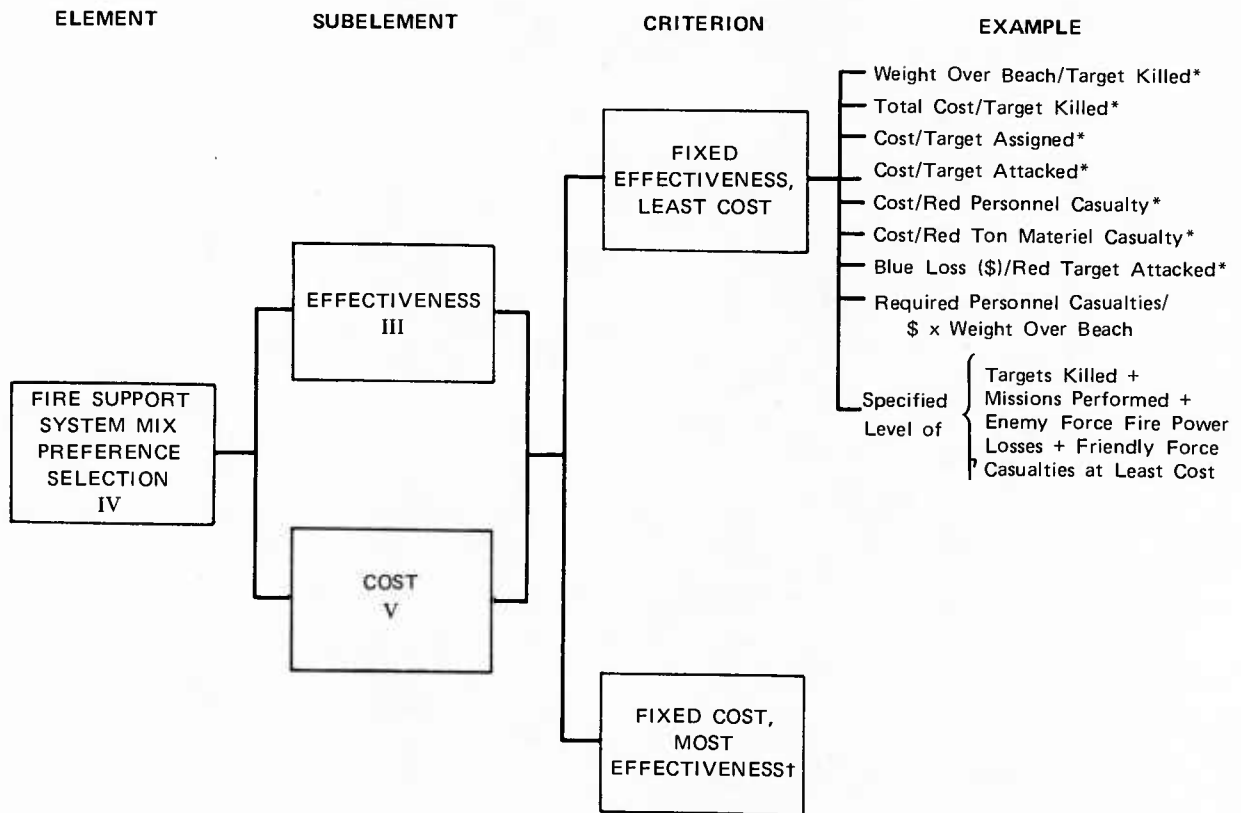 ELEMENT
SUBELEMENT
CRITERION
EXAMPLE
FIRE SUPPORT
SYSTEM MIX
PREFERENCE
SELECTION
IV
EFFECTIVENESS
III
COST
V
FIXED
EFFECTIVENESS,
LEAST COST
FIXED COST,
MOST
EFFECTIVENESS†
Weight Over Beach/Target Killed*
Total Cost/Target Killed*
Cost/Target Assigned*
Cost/Target Attacked*
Cost/Red Personnel Casualty*
Cost/Red Ton Materiel Casualty*
Blue Loss ($)/Red Target Attacked*
Required Personnel Casualties/
$ x Weight Over Beach
Specified
Level of
Targets Killed +
Missions Performed +
Enemy Force Fire Power
Losses + Friendly Force
Casualties at Least Cost